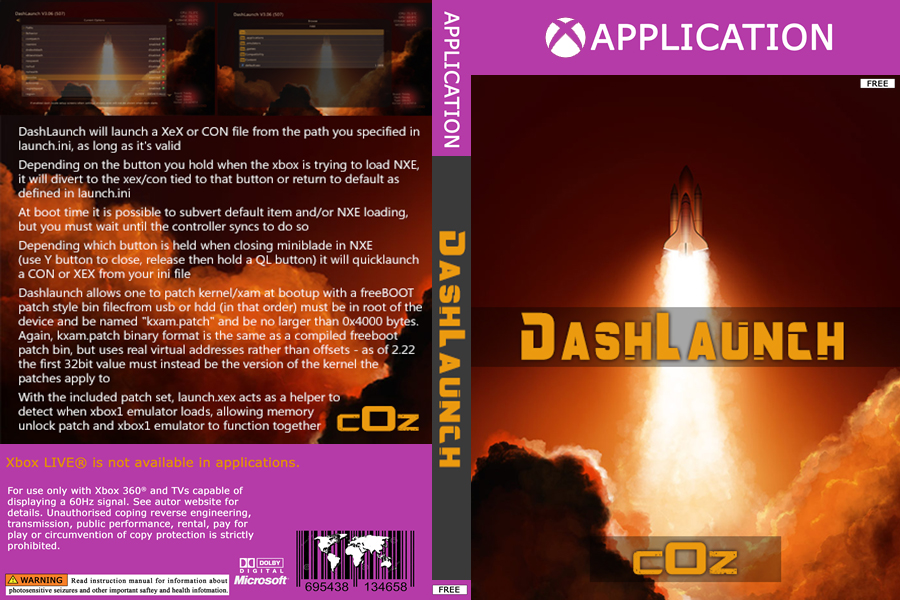 DashLaunch V3.06 (507)
DashLaunch V3.06 (507)
DashLaunch will launch a XeX or CON file from the path you specified in
launch.ini, as long as it's valid
Depending on the button you hold when the xbox is trying to load NXE,
it will divert to the xex/con tied to that button or return to default as
defined in launch.ini
At boot time it is possible to subvert default item and/or NXE loading,
but you must wait until the controller syncs to do so
Depending which button is held when closing miniblade in NXE
(use Y button to close, release then hold a QL button) it will quicklaunch
a CON or XEX from your ini file
Dashlaunch allows one to patch kernel/xam at bootup with a freeBOOT
patch style bin filecfrom usb or hdd (in that order) must be in root of the
device and be named "kxam.patch" and be no larger than 0x4000 bytes.
Again, kxam.patch binary format is the same as a compiled freeboot
patch bin, but uses real virtual addresses rather than offsets - as of 2.22
the first 32bit value must instead be the version of the kernel the
patches apply to
With the included patch set, launch.xex acts as a helper to
detect when xbox1 emulator loads, allowing memory
unlock patch and xbox1 emulator to function together
cOz
Xbox LIVE® is not available in applications.
For use only with Xbox 360® and TVs capable of
displaying a 60Hz signal. See autor website for
details. Unauthorised coping reverse engineering,
transmission, public performance, rental, pay for
play or circumvention of copy protection is strictly
prohibited.
WARNING Read instruction manual for information about
photosensitive seizures and other important saftey and health infotmation.
DOLBY
DIGITAL
Microsoft®
695438 134658
APPLICATION
DASHLAUNCH
FREE
APPLICATION
FREE
DASHLAUNCH
cOz